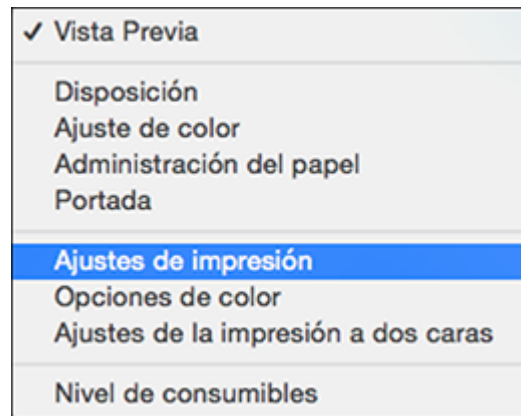 ✓ Vista Previa
Disposición
Ajuste de color
Administración del papel
Portada
Ajustes de impresión
Opciones de color
Ajustes de la impresión a dos caras
Nivel de consumibles